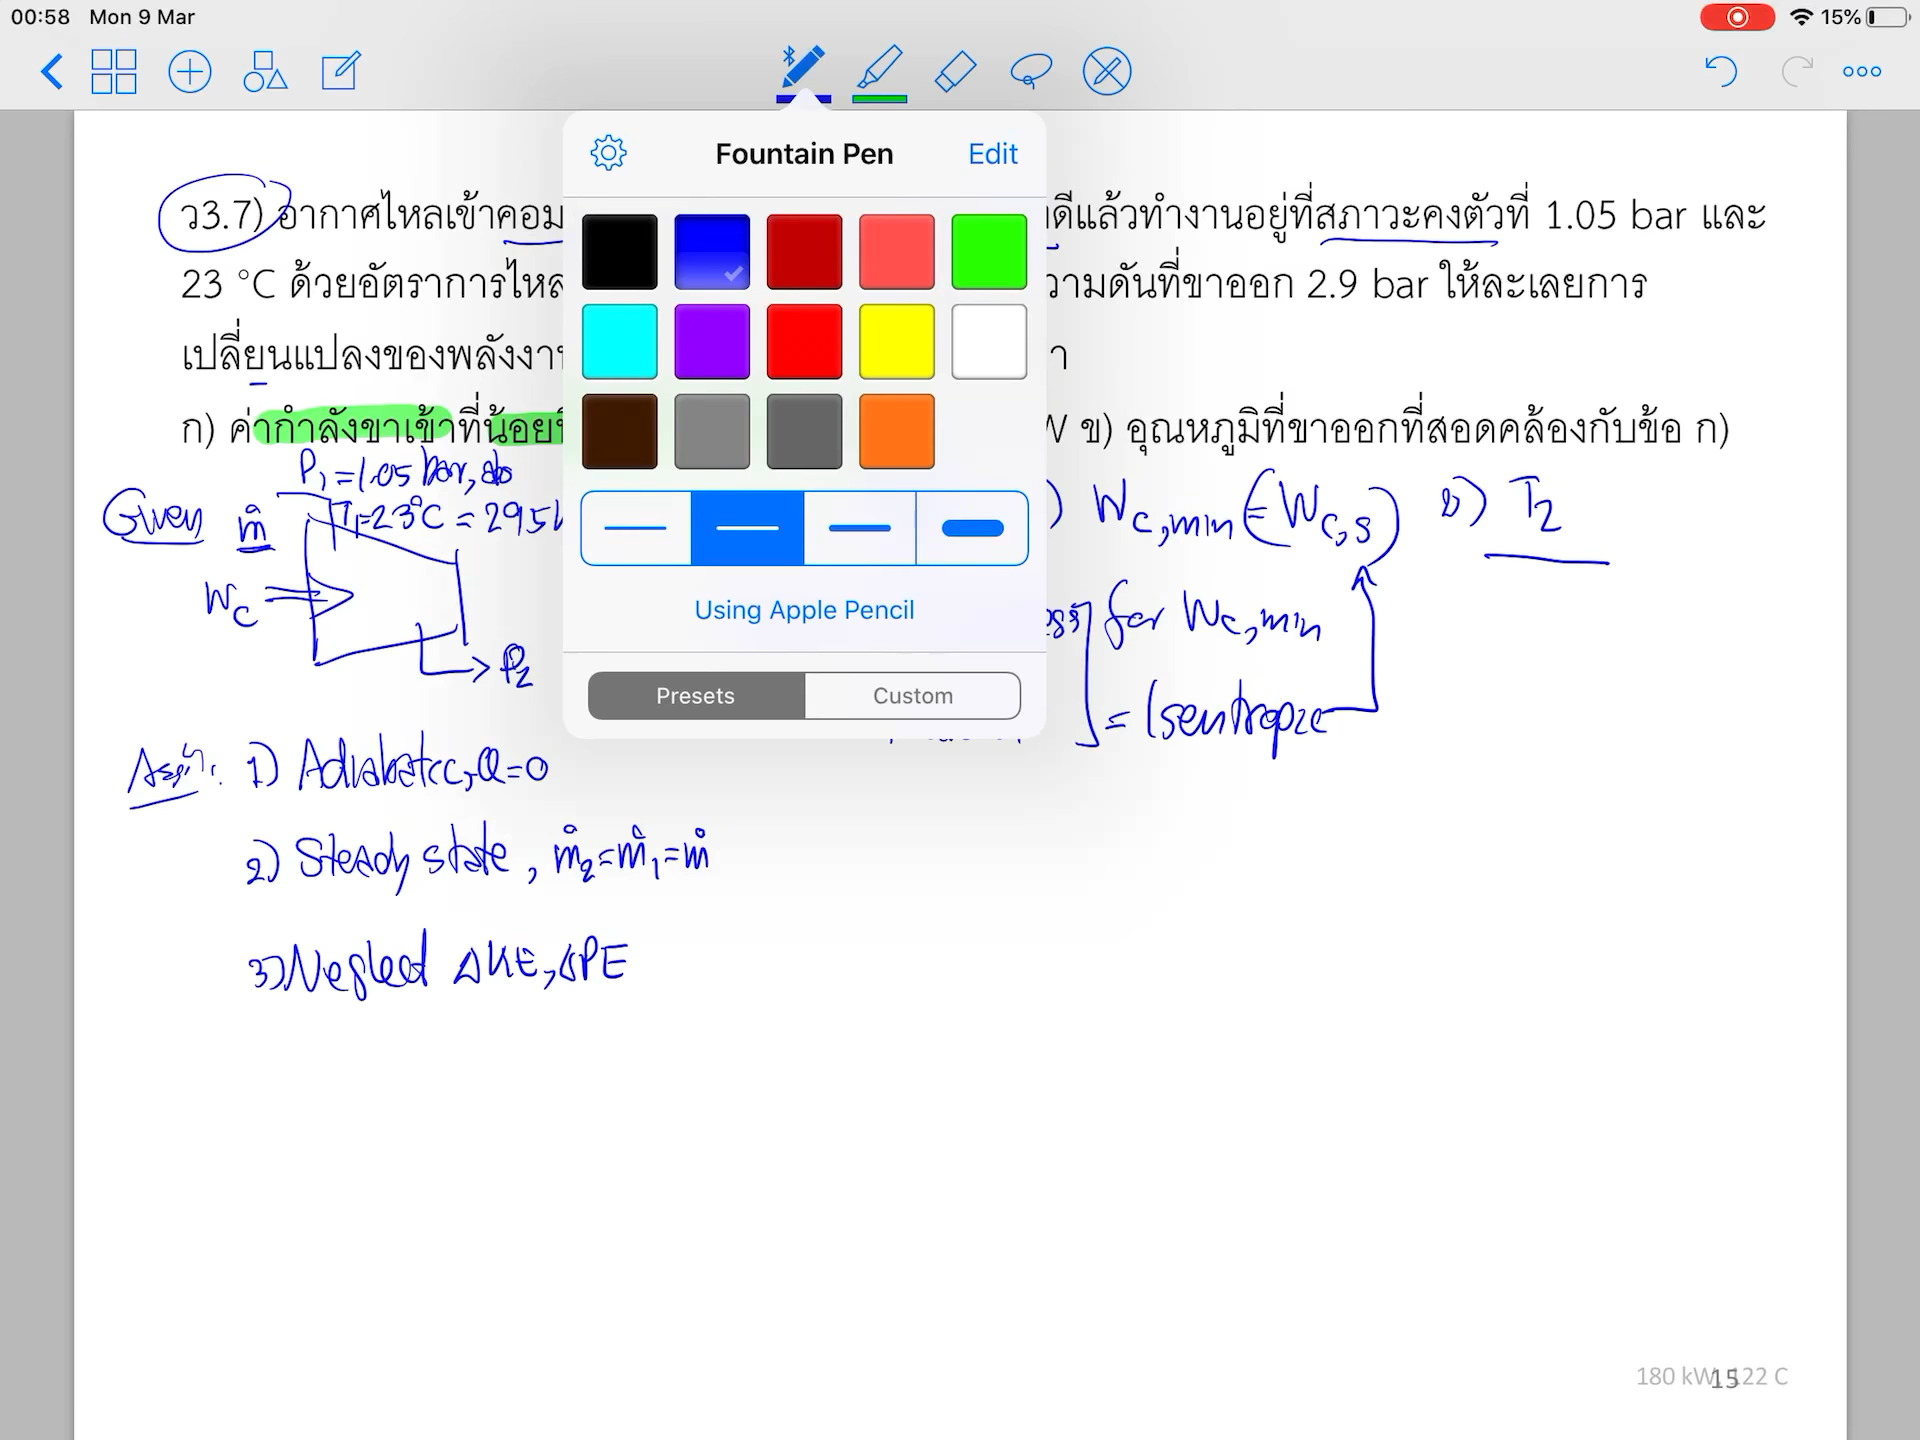 00:58 Mon 9 Mar
15%
Fountain Pen
Edit
ว3.7) อากาศไหลเข้าคอม
ดีแล้วทำงานอยู่ที่สภาวะคงตัวที่ 1.05 bar และ
23 °C ด้วยอัตราการไหล
วามดันที่ขาออก 2.9 bar ให้ละเลยการ
เปลี่ยนแปลงของพลังงาน
ก) ค่ากำลังขาเข้าที่น้อย
W ข) อุณหภูมิที่ขาออกที่สอดคล้องกับข้อ ก)
P₁ = 1.05 bar, abs
Given ṁ T₁=23°C = 295
) Wc,min (= Wc,s) ข) T₂
Using Apple Pencil
Wc
for Wc,min
P₂
Presets
Custom
= Isentropic
Assῃ: 1) Adiabatic, Q=0
2) Steady state, ṁ₂=ṁ₁=ṁ
3) Neglect ΔKE, ΔPE
180 kW, 122 C
15